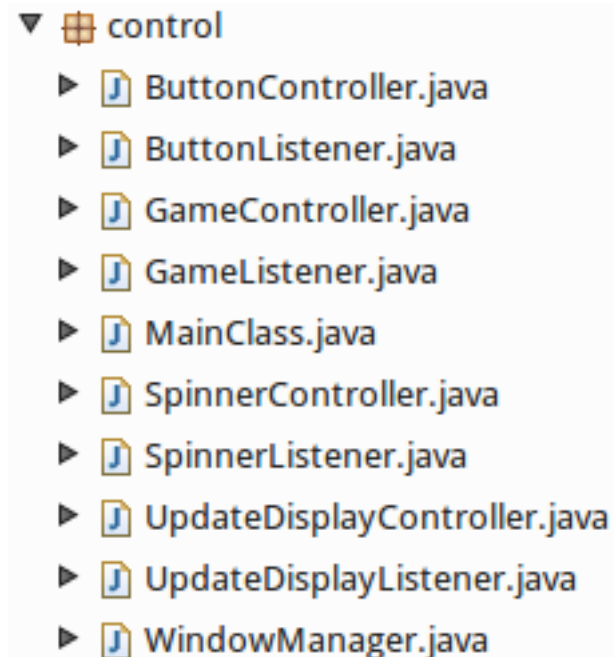 control
ButtonController.java
ButtonListener.java
GameController.java
GameListener.java
MainClass.java
SpinnerController.java
SpinnerListener.java
UpdateDisplayController.java
UpdateDisplayListener.java
WindowManager.java